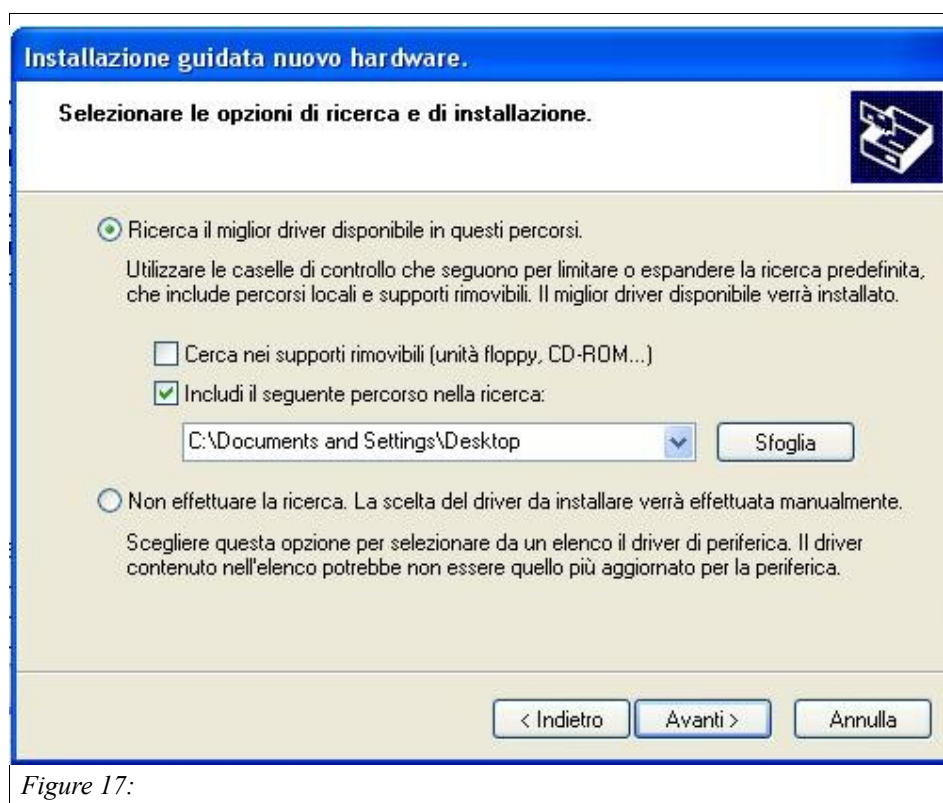 Installazione guidata nuovo hardware.
Selezionare le opzioni di ricerca e di installazione.
Ricerca il miglior driver disponibile in questi percorsi.
Utilizzare le caselle di controllo che seguono per limitare o espandere la ricerca predefinita,
che include percorsi locali e supporti rimovibili. Il miglior driver disponibile verrà installato.
Cerca nei supporti rimovibili (unità floppy, CD-ROM...)
Includi il seguente percorso nella ricerca:
C:\Documents and Settings\Desktop
Sfoglia
Non effettuare la ricerca. La scelta del driver da installare verrà effettuata manualmente.
Scegliere questa opzione per selezionare da un elenco il driver di periferica. Il driver
contenuto nell'elenco potrebbe non essere quello più aggiornato per la periferica.
< Indietro
Avanti >
Annulla
Figure 17: